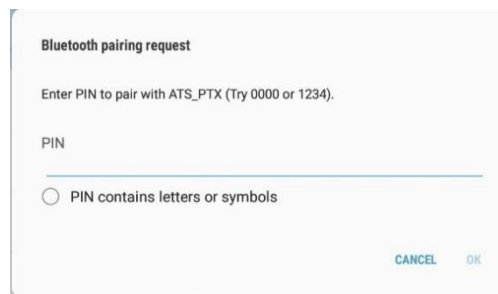 Bluetooth pairing request
Enter PIN to pair with ATS_PTX (Try 0000 or 1234).
PIN
PIN contains letters or symbols
CANCEL OK